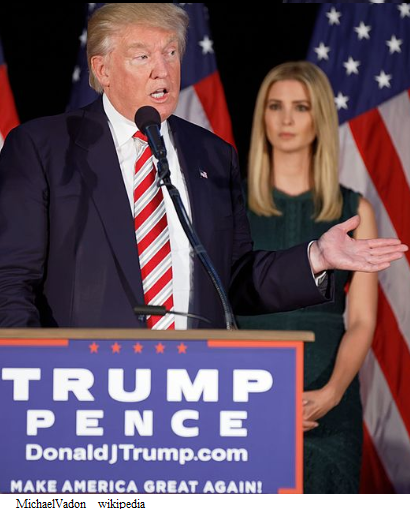 TRUMP
PENCE
DonaldJTrump.com
MAKE AMERICA GREAT AGAIN!
MichaelVadon wikipedia